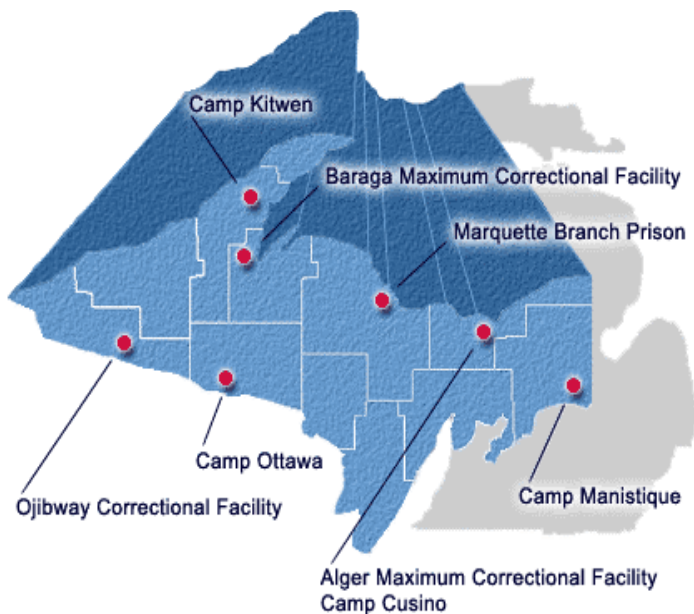 Camp Kitwen
Baraga Maximum Correctional Facility
Marquette Branch Prison
Camp Ottawa
Ojibway Correctional Facility
Camp Manistique
Alger Maximum Correctional Facility
Camp Cusino